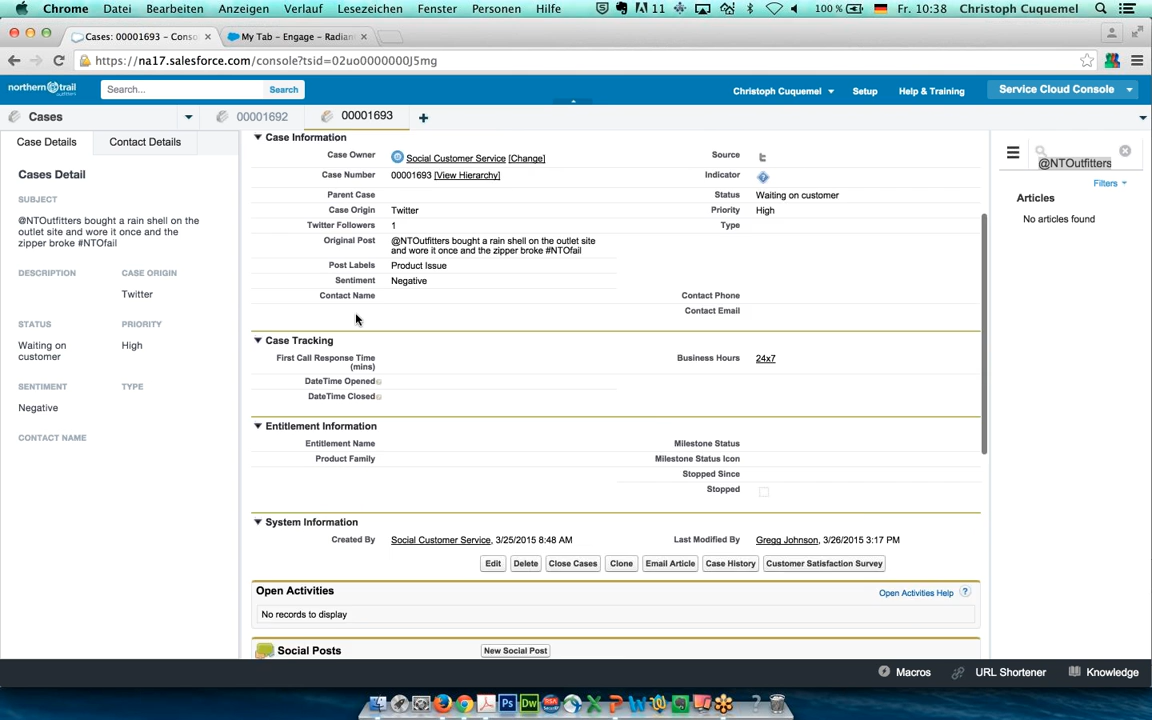 Chrome Datei Bearbeiten Anzeigen Verlauf Lesezeichen Fenster Personen Hilfe 11 100 % Fr. 10:38 Christoph Cuquemel
Cases: 00001693 – Conso × My Tab – Engage – Radian ×
https://na17.salesforce.com/console?tsid=02uo0000000J5mg
northern trail outfitters Search... Search Christoph Cuquemel Setup Help & Training Service Cloud Console
Cases 00001692 00001693
Case Details Contact Details
Cases Detail
SUBJECT
@NTOutfitters bought a rain shell on the
outlet site and wore it once and the
zipper broke #NTOfail
DESCRIPTION CASE ORIGIN
Twitter
STATUS PRIORITY
Waiting on High
customer
SENTIMENT TYPE
Negative
CONTACT NAME
Case Information
Case Owner Social Customer Service [Change] Source
Case Number 00001693 [View Hierarchy] Indicator
Parent Case Status Waiting on customer
Case Origin Twitter Priority High
Twitter Followers 1 Type
Original Post @NTOutfitters bought a rain shell on the outlet site
and wore it once and the zipper broke #NTOfail
Post Labels Product Issue
Sentiment Negative
Contact Name Contact Phone
Contact Email
Case Tracking
First Call Response Time Business Hours 24x7
(mins)
DateTime Opened
DateTime Closed
Entitlement Information
Entitlement Name Milestone Status
Product Family Milestone Status Icon
Stopped Since
Stopped
System Information
Created By Social Customer Service, 3/25/2015 8:48 AM Last Modified By Gregg Johnson, 3/26/2015 3:17 PM
Edit Delete Close Cases Clone Email Article Case History Customer Satisfaction Survey
Open Activities Open Activities Help ?
No records to display
Social Posts New Social Post
@NTOutfitters
Filters
Articles
No articles found
Macros URL Shortener Knowledge
Ps Dw